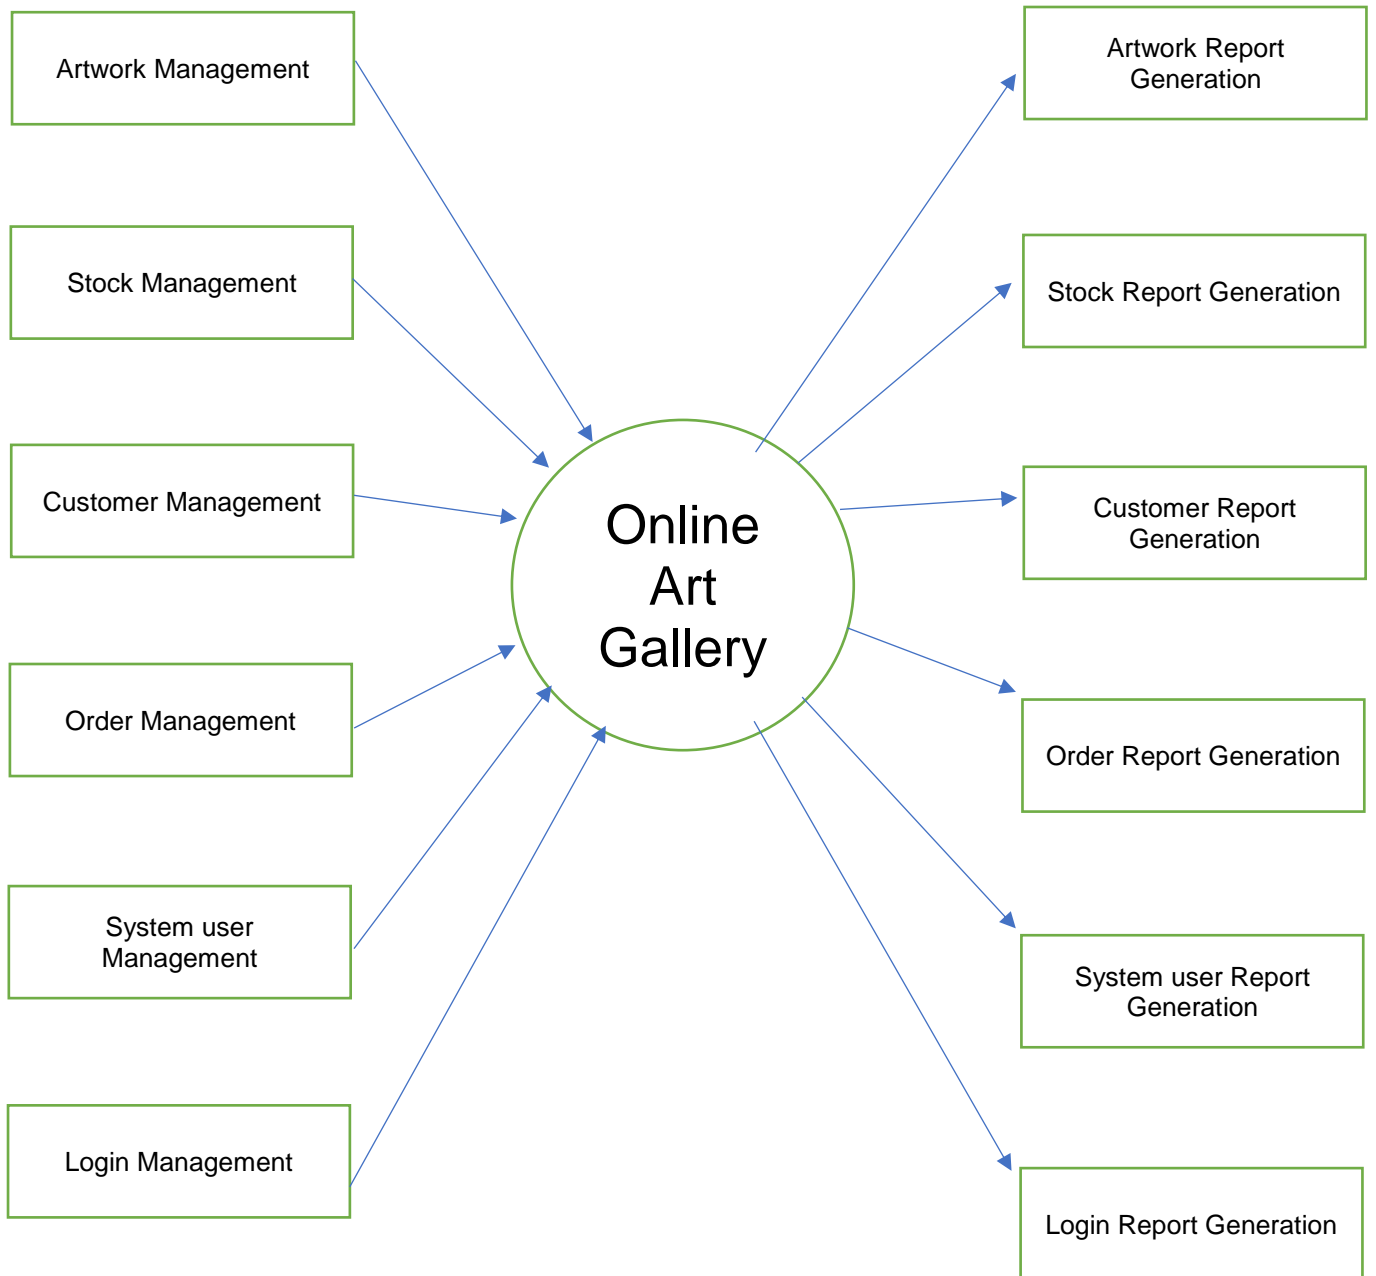 Artwork Management
Stock Management
Customer Management
Order Management
System user
Management
Login Management
Online
Art
Gallery
Artwork Report
Generation
Stock Report Generation
Customer Report
Generation
Order Report Generation
System user Report
Generation
Login Report Generation